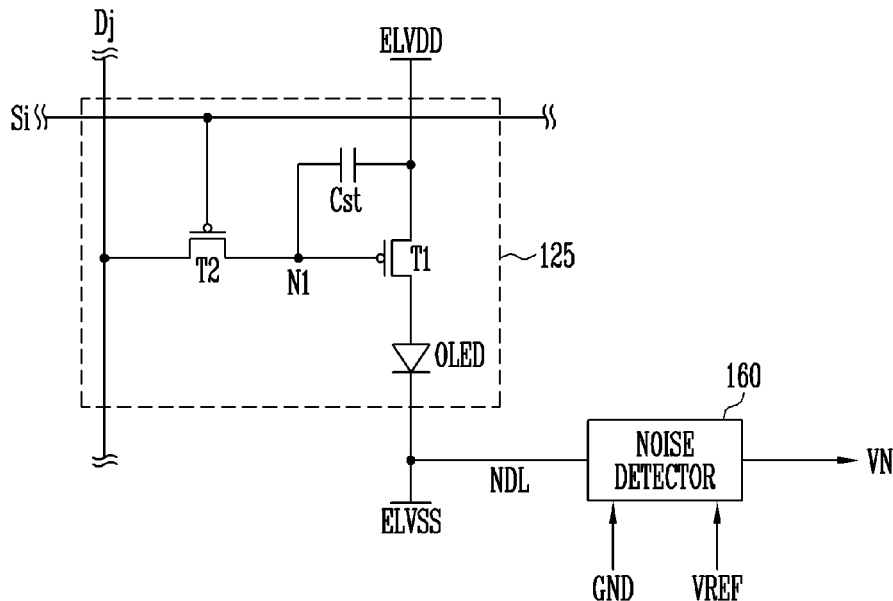 Dj
ELVDD
Si
Cst
T2
N1
T1
125
OLED
160
NOISE
DETECTOR
NDL
VN
ELVSS
GND
VREF